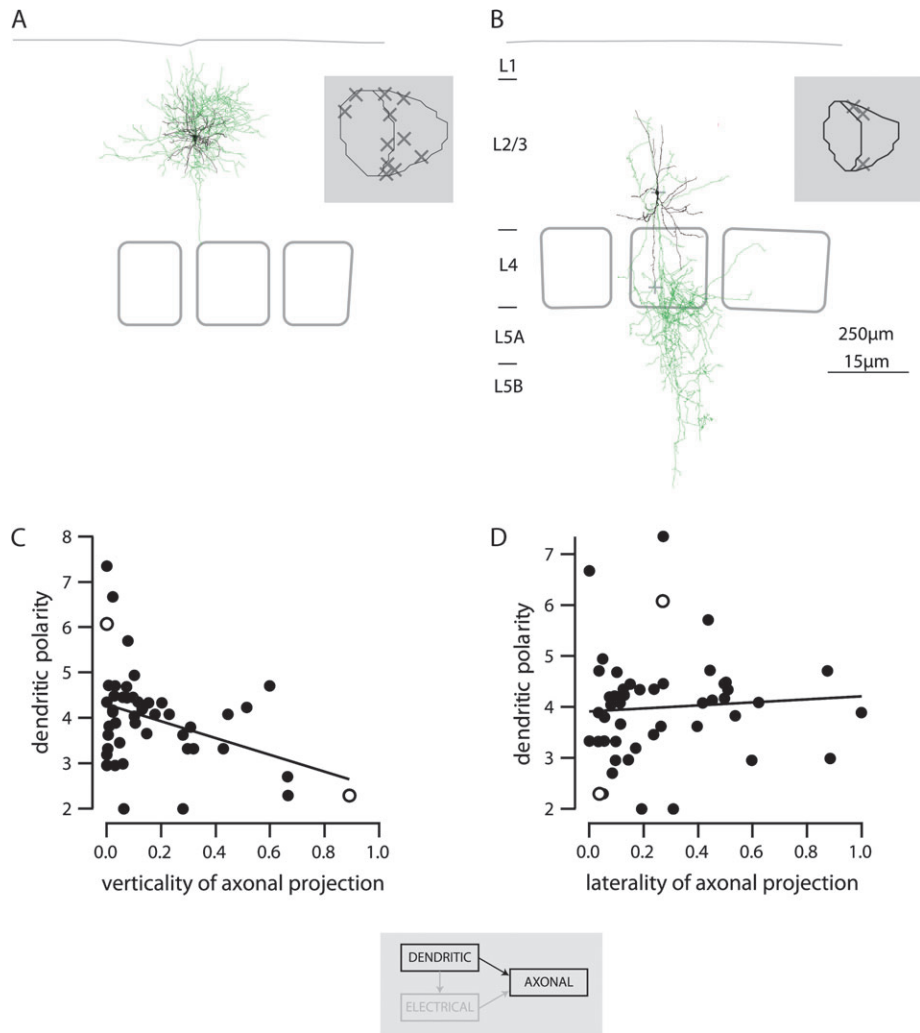 A
B
L1
L2/3
L4
L5A
L5B
250µm
15µm
C
dendritic polarity
8
7
6
5
4
3
2
0.0 0.2 0.4 0.6 0.8 1.0
verticality of axonal projection
D
dendritic polarity
7
6
5
4
3
2
0.0 0.2 0.4 0.6 0.8 1.0
laterality of axonal projection
DENDRITIC
AXONAL
ELECTRICAL